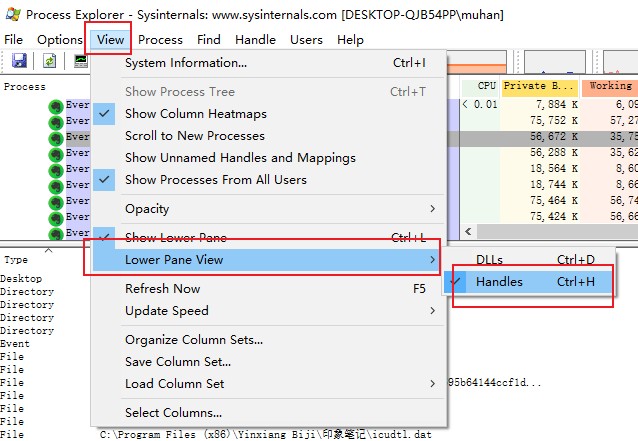 Process Explorer - Sysinternals: www.sysinternals.com [DESKTOP-QJB54PP\muhan]
File Options View Process Find Handle Users Help
System Information... Ctrl+I
Process
CPU Private B... Working
Show Process Tree Ctrl+T
Ever < 0.01 7,884 K 6,09
Show Column Heatmaps
Ever 75,752 K 57,27
Scroll to New Processes
Ever 56,672 K 35,75
Show Unnamed Handles and Mappings
Ever 56,288 K 35,62
Ever 18,564 K 8,60
Show Processes From All Users
Ever 18,744 K 8,66
Ever 75,464 K 56,74
Opacity
Ever 75,424 K 56,
Show Lower Pane Ctrl+L
Type
Lower Pane View
DLLs Ctrl+D
Handles Ctrl+H
Desktop
Directory
Refresh Now F5
Directory
Update Speed
Directory
Directory
Event
Organize Column Sets...
File
Save Column Set...
File
Load Column Set
File 95b64144ccf1d...
File
File
Select Columns...
File
File C:\Program Files (x86)\Yinxiang Biji\印象笔记\icudtl.dat